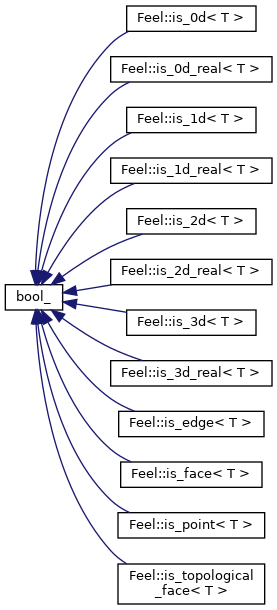 Feel::is_0d< T >
Feel::is_0d_real< T >
Feel::is_1d< T >
Feel::is_1d_real< T >
Feel::is_2d< T >
Feel::is_2d_real< T >
bool_
Feel::is_3d< T >
Feel::is_3d_real< T >
Feel::is_edge< T >
Feel::is_face< T >
Feel::is_point< T >
Feel::is_topological
_face< T >